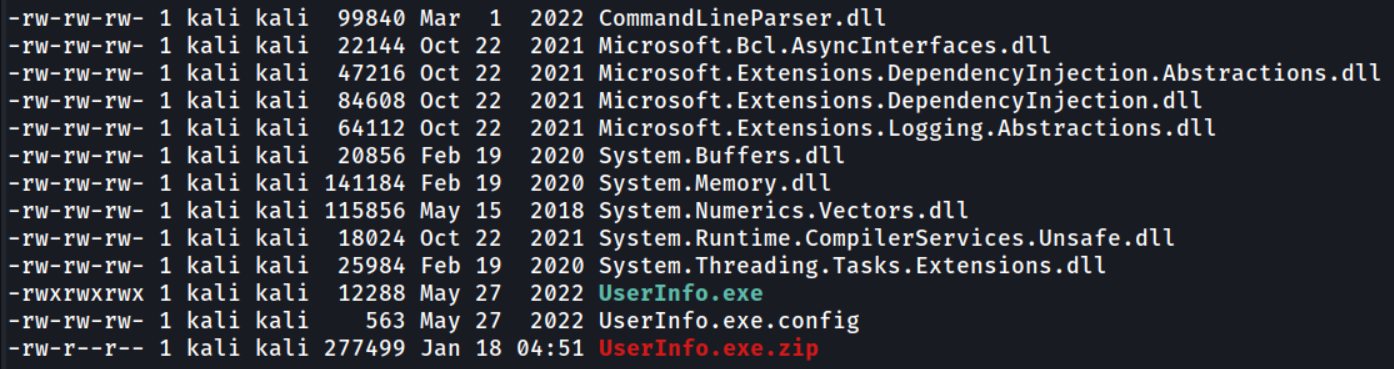 -rw-rw-rw- 1 kali kali  99840 Mar  1  2022 CommandLineParser.dll
-rw-rw-rw- 1 kali kali  22144 Oct 22  2021 Microsoft.Bcl.AsyncInterfaces.dll
-rw-rw-rw- 1 kali kali  47216 Oct 22  2021 Microsoft.Extensions.DependencyInjection.Abstractions.dll
-rw-rw-rw- 1 kali kali  84608 Oct 22  2021 Microsoft.Extensions.DependencyInjection.dll
-rw-rw-rw- 1 kali kali  64112 Oct 22  2021 Microsoft.Extensions.Logging.Abstractions.dll
-rw-rw-rw- 1 kali kali  20856 Feb 19  2020 System.Buffers.dll
-rw-rw-rw- 1 kali kali 141184 Feb 19  2020 System.Memory.dll
-rw-rw-rw- 1 kali kali 115856 May 15  2018 System.Numerics.Vectors.dll
-rw-rw-rw- 1 kali kali  18024 Oct 22  2021 System.Runtime.CompilerServices.Unsafe.dll
-rw-rw-rw- 1 kali kali  25984 Feb 19  2020 System.Threading.Tasks.Extensions.dll
-rwxrwxrwx 1 kali kali  12288 May 27  2022 UserInfo.exe
-rw-rw-rw- 1 kali kali    563 May 27  2022 UserInfo.exe.config
-rw-r--r-- 1 kali kali 277499 Jan 18 04:51 UserInfo.exe.zip